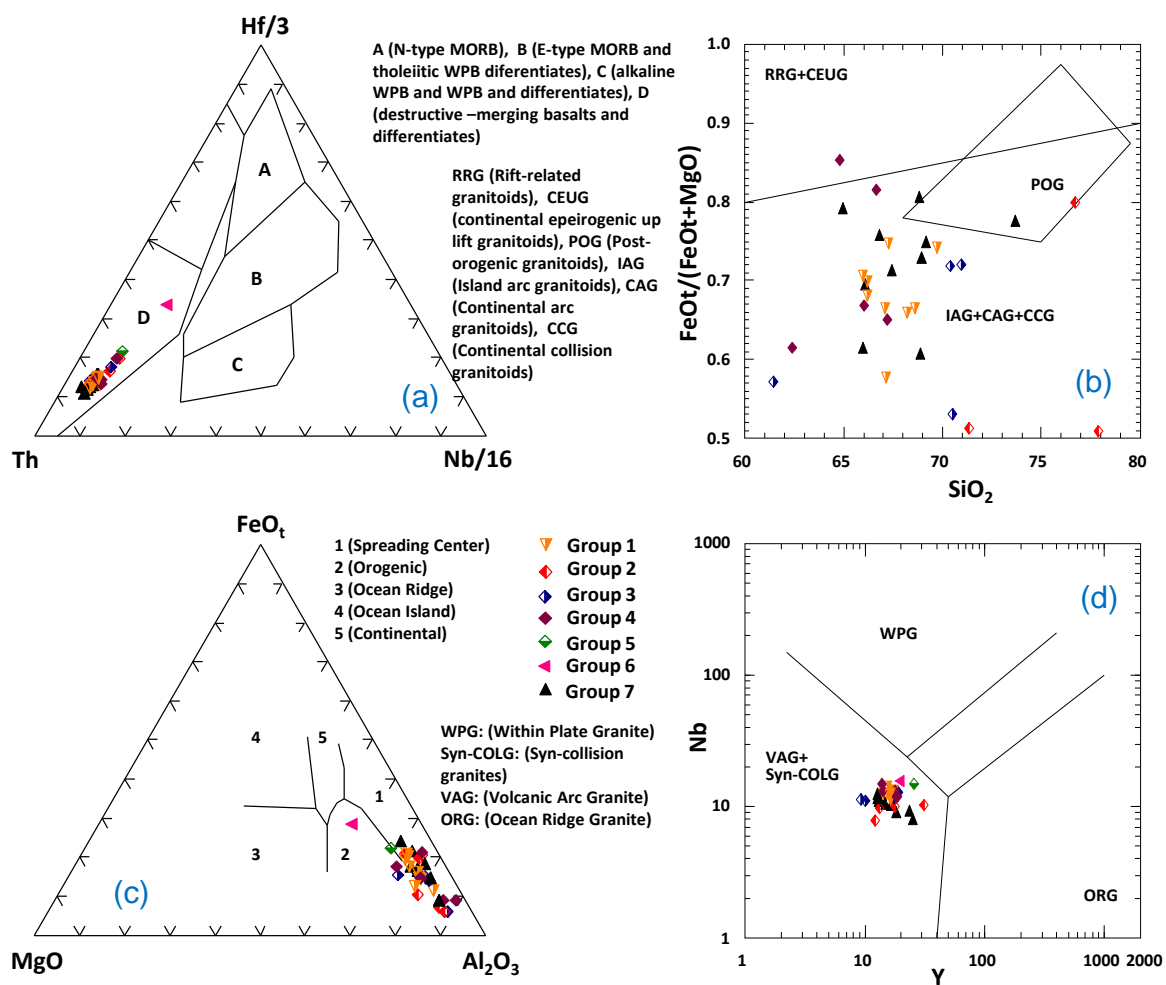 Hf/3
A (N-type MORB), B (E-type MORB and
tholeiitic WPB diferentiates), C (alkaline
WPB and WPB and differentiates), D
(destructive –merging basalts and
differentiates)
RRG (Rift-related
granitoids), CEUG
(continental epeirogenic up
lift granitoids), POG (Post-
orogenic granitoids), IAG
(Island arc granitoids), CAG
(Continental arc
granitoids), CCG
(Continental collision
granitoids)
A
B
C
D
(a)
Th
Nb/16
FeOt/(FeOt+MgO)
1.0
0.9
0.8
0.7
0.6
0.5
RRG+CEUG
POG
IAG+CAG+CCG
(b)
60
65
70
75
80
SiO2
FeOt
1 (Spreading Center)
2 (Orogenic)
3 (Ocean Ridge)
4 (Ocean Island)
5 (Continental)
Group 1
Group 2
Group 3
Group 4
Group 5
Group 6
Group 7
WPG: (Within Plate Granite)
Syn-COLG: (Syn-collision
granites)
VAG: (Volcanic Arc Granite)
ORG: (Ocean Ridge Granite)
4
5
1
3
2
(c)
MgO
Al2O3
Nb
1000
100
10
1
WPG
VAG+
Syn-COLG
ORG
(d)
1
10
100
1000
2000
Y